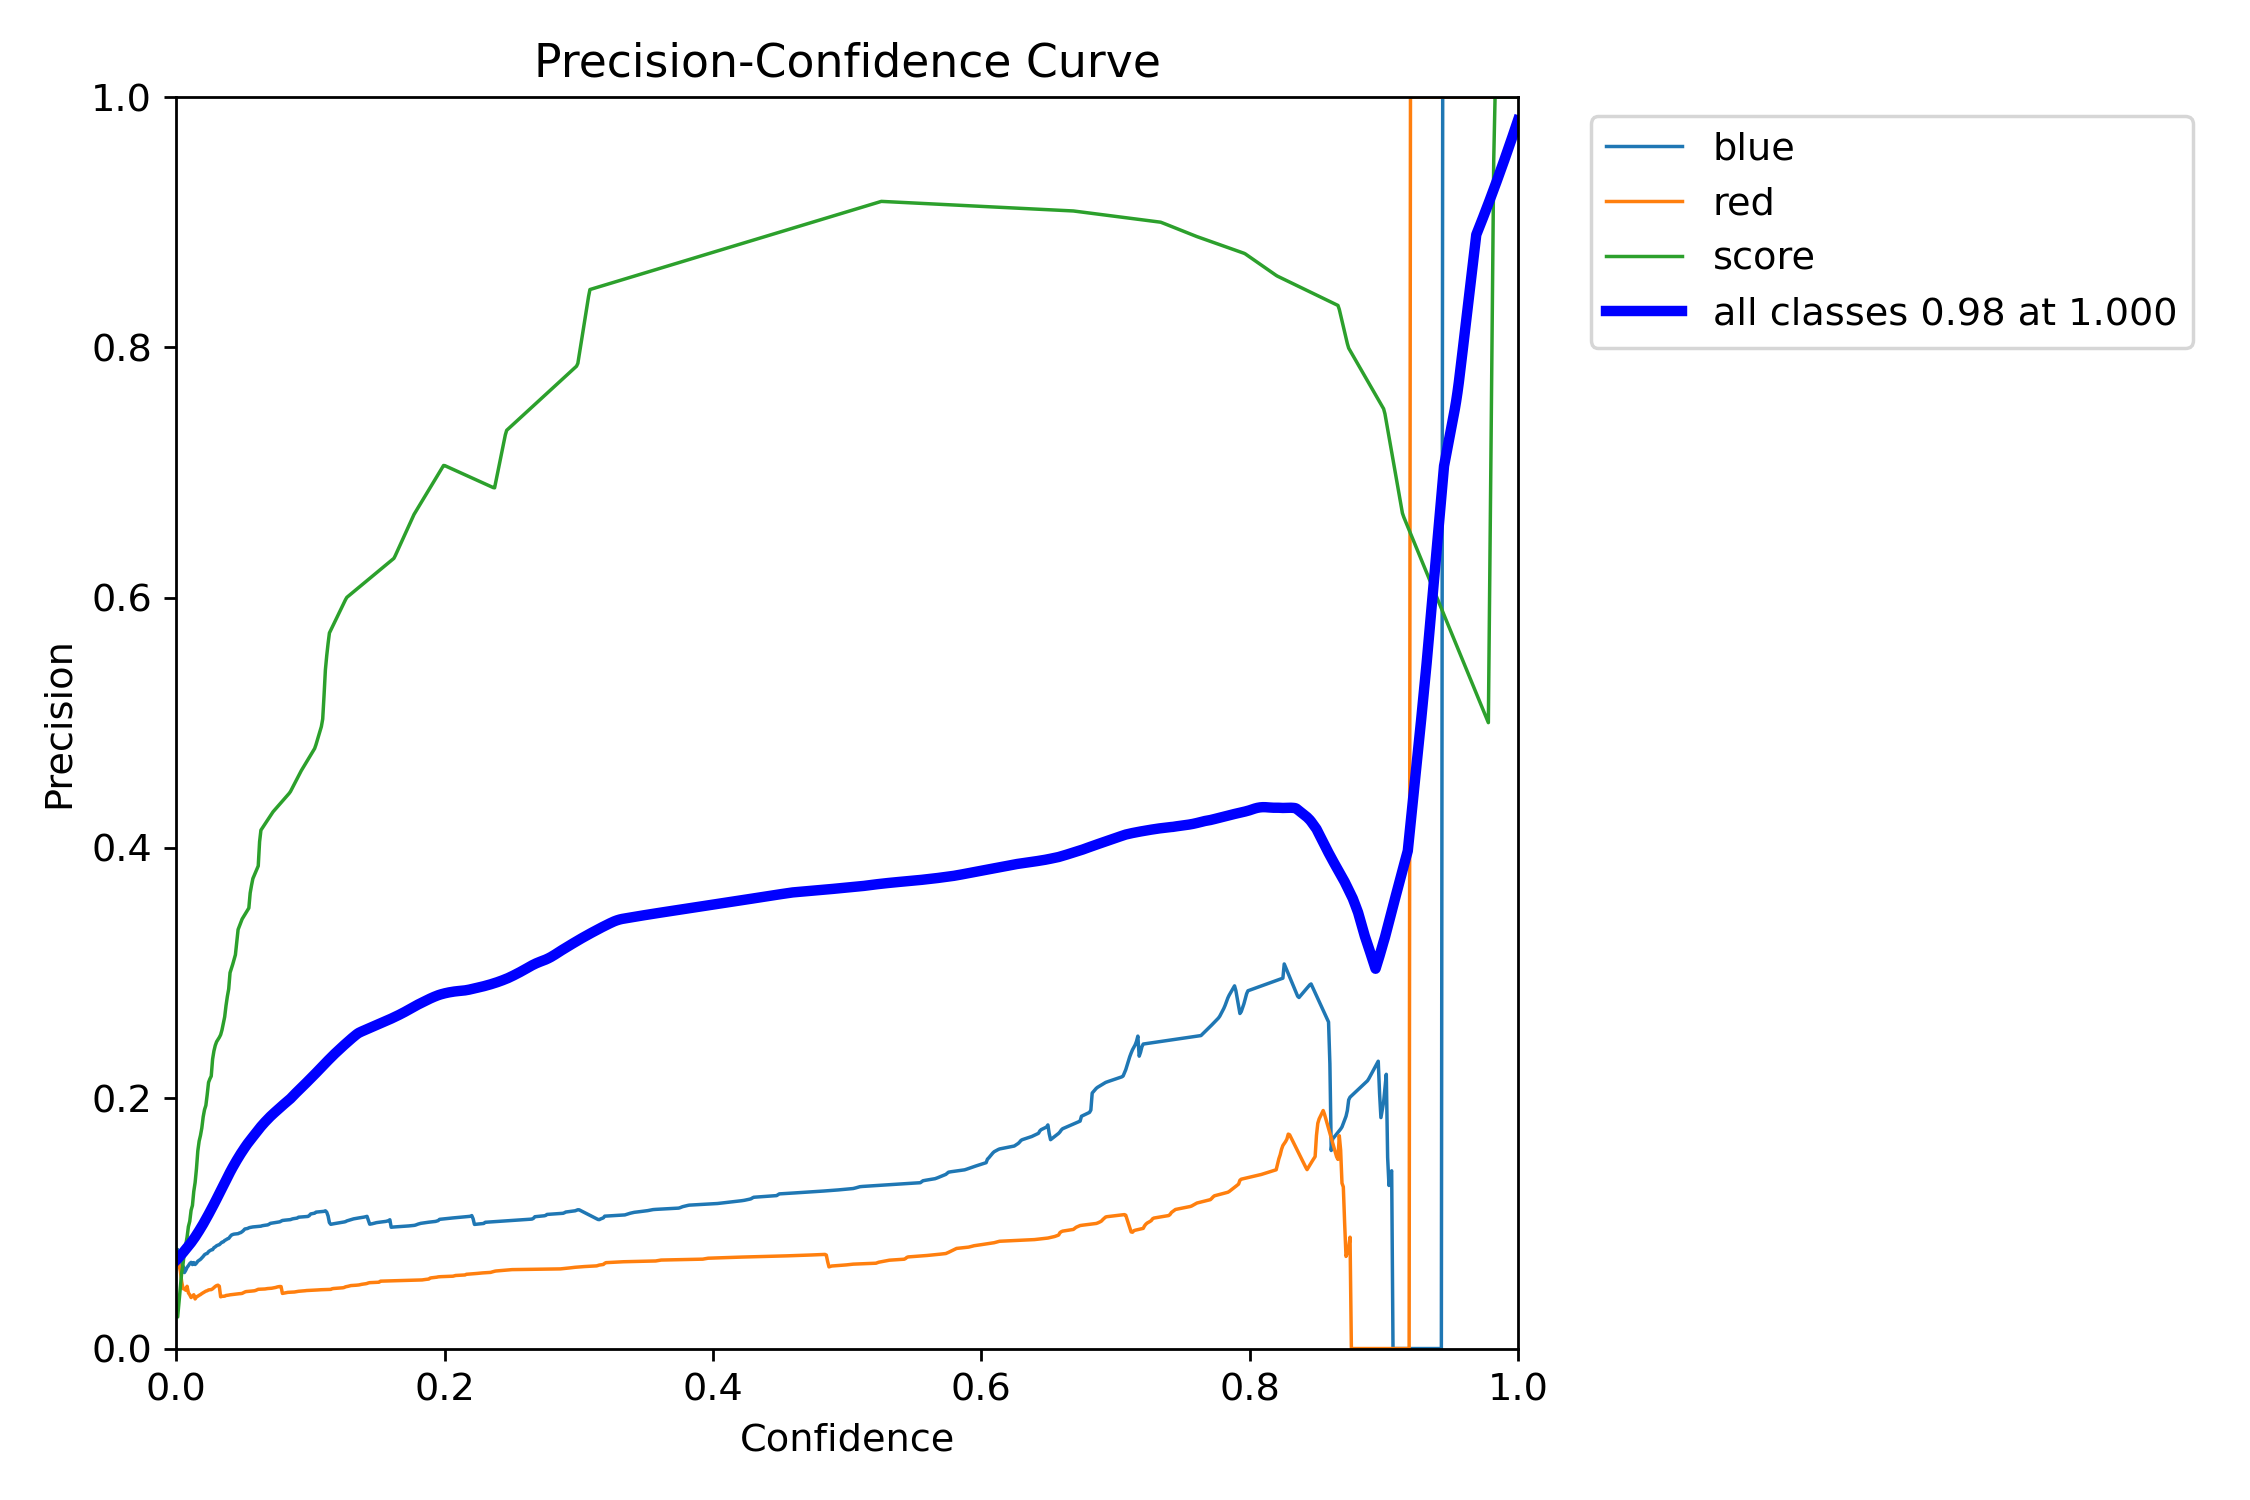 Precision-Confidence Curve
1.0
0.8
0.6
0.4
0.2
0.0
Precision
0.0 0.2 0.4 0.6 0.8 1.0
Confidence
blue
red
score
all classes 0.98 at 1.000